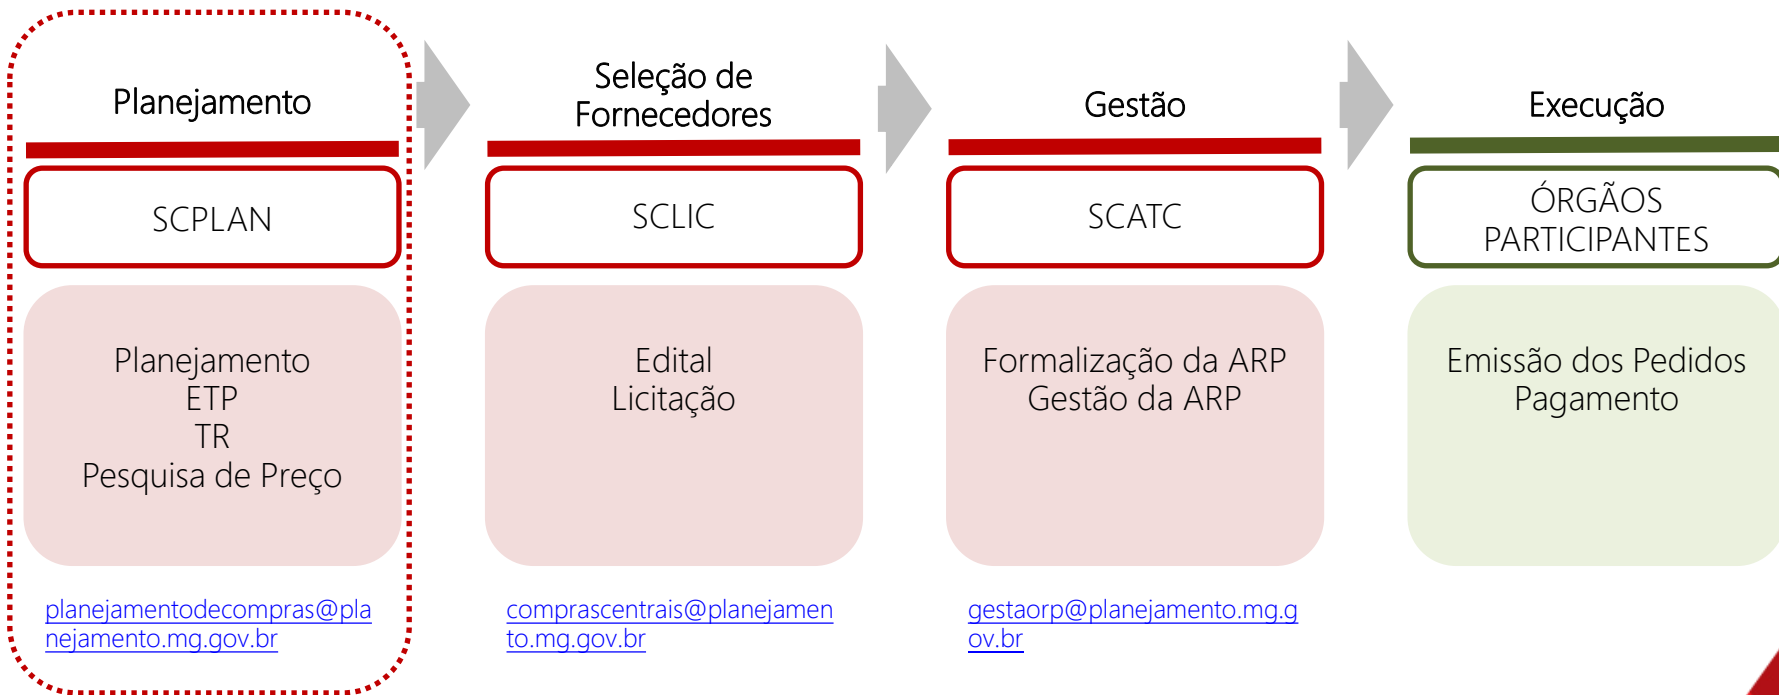 Planejamento
SCPLAN
Planejamento
ETP
TR
Pesquisa de Preço
planejamentodecompras@pla
nejamento.mg.gov.br
Seleção de
Fornecedores
SCLIC
Edital
Licitação
comprascentrais@planejamen
to.mg.gov.br
Gestão
SCATC
Formalização da ARP
Gestão da ARP
gestaorp@planejamento.mg.g
ov.br
Execução
ÓRGÃOS
PARTICIPANTES
Emissão dos Pedidos
Pagamento